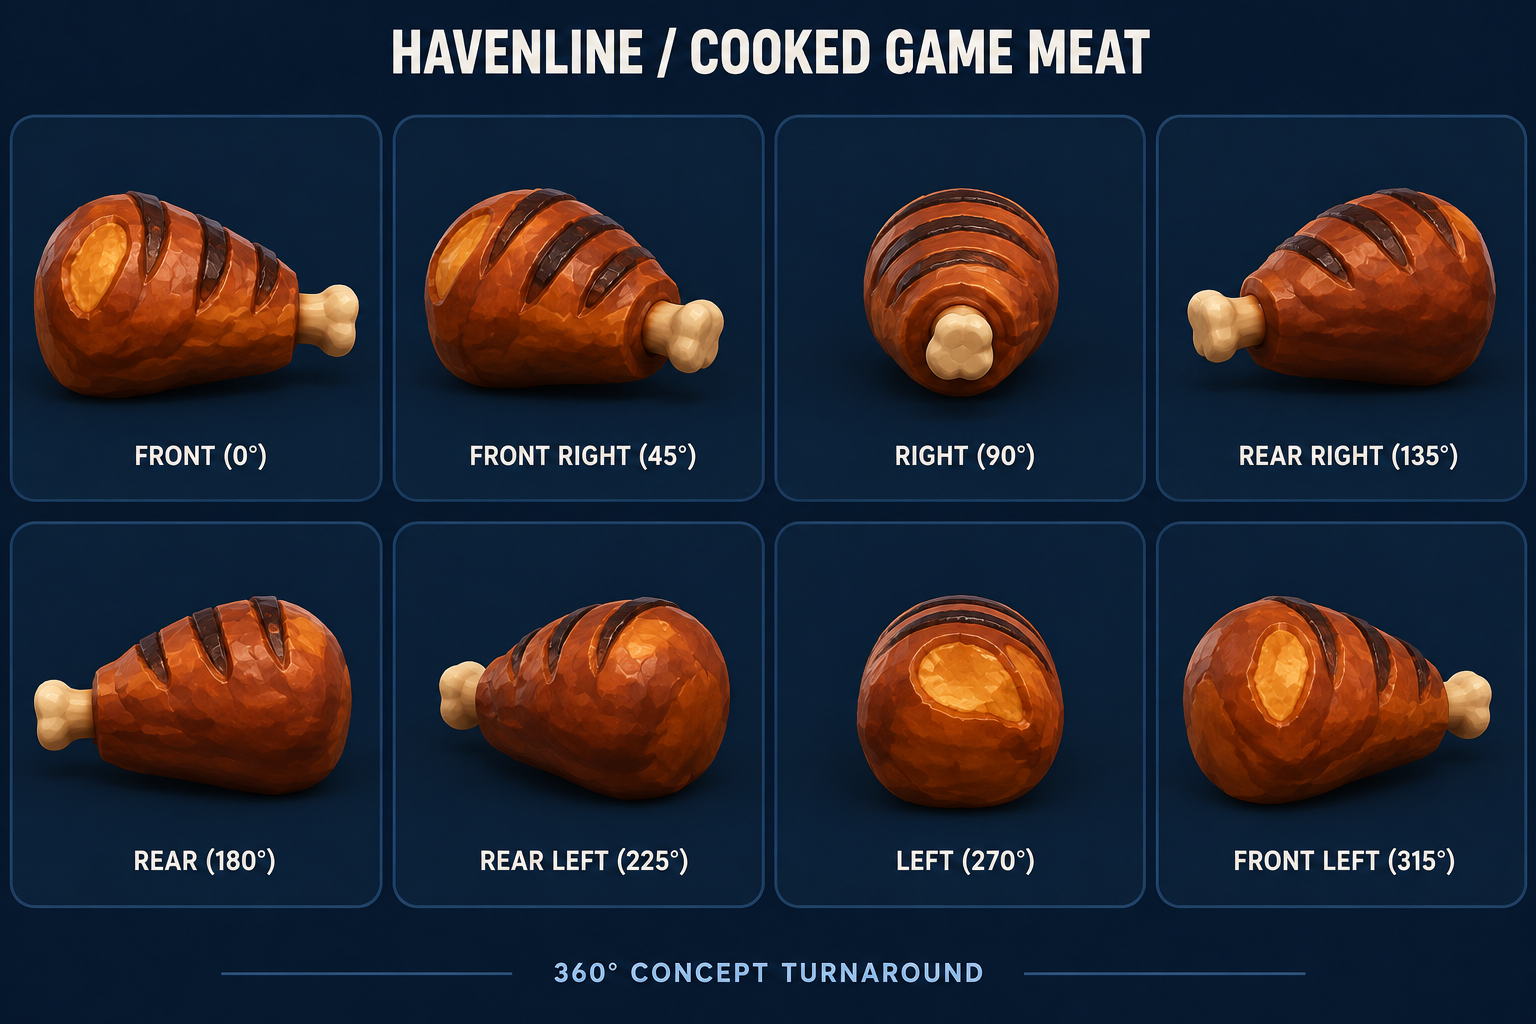 HAVENLINE / COOKED GAME MEAT
FRONT (0°)
FRONT RIGHT (45°)
RIGHT (90°)
REAR RIGHT (135°)
REAR (180°)
REAR LEFT (225°)
LEFT (270°)
FRONT LEFT (315°)
360° CONCEPT TURNAROUND